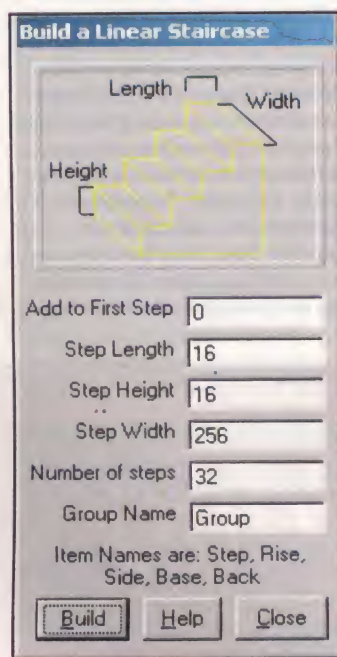 Build a Linear Staircase
Length
Width
Height
Add to First Step 0
Step Length 16
Step Height 16
Step Width 256
Number of steps 32
Group Name Group
Item Names are: Step, Rise,
Side, Base, Back
Build Help Close